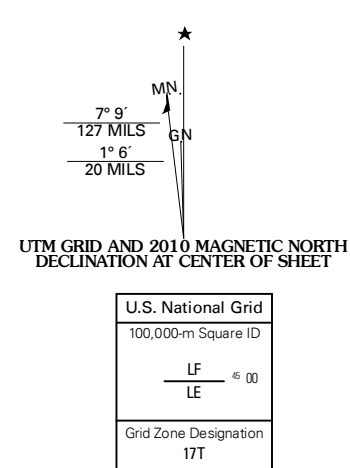 ★
MN.
7° 9´
127 MILS
GN
1° 6´
20 MILS
UTM GRID AND 2010 MAGNETIC NORTH
DECLINATION AT CENTER OF SHEET
U.S. National Grid
100,000-m Square ID
LF
45 00
LE
Grid Zone Designation
17T